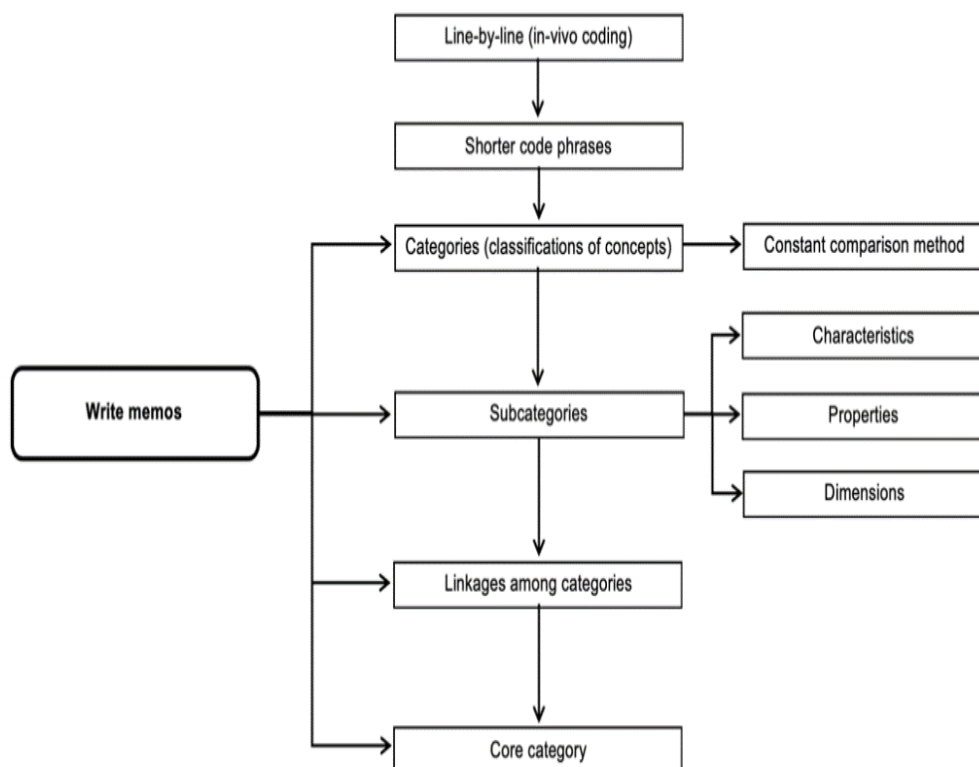 Line-by-line (in-vivo coding)
Shorter code phrases
Categories (classifications of concepts)
Constant comparison method
Characteristics
Write memos
Subcategories
Properties
Dimensions
Linkages among categories
Core category